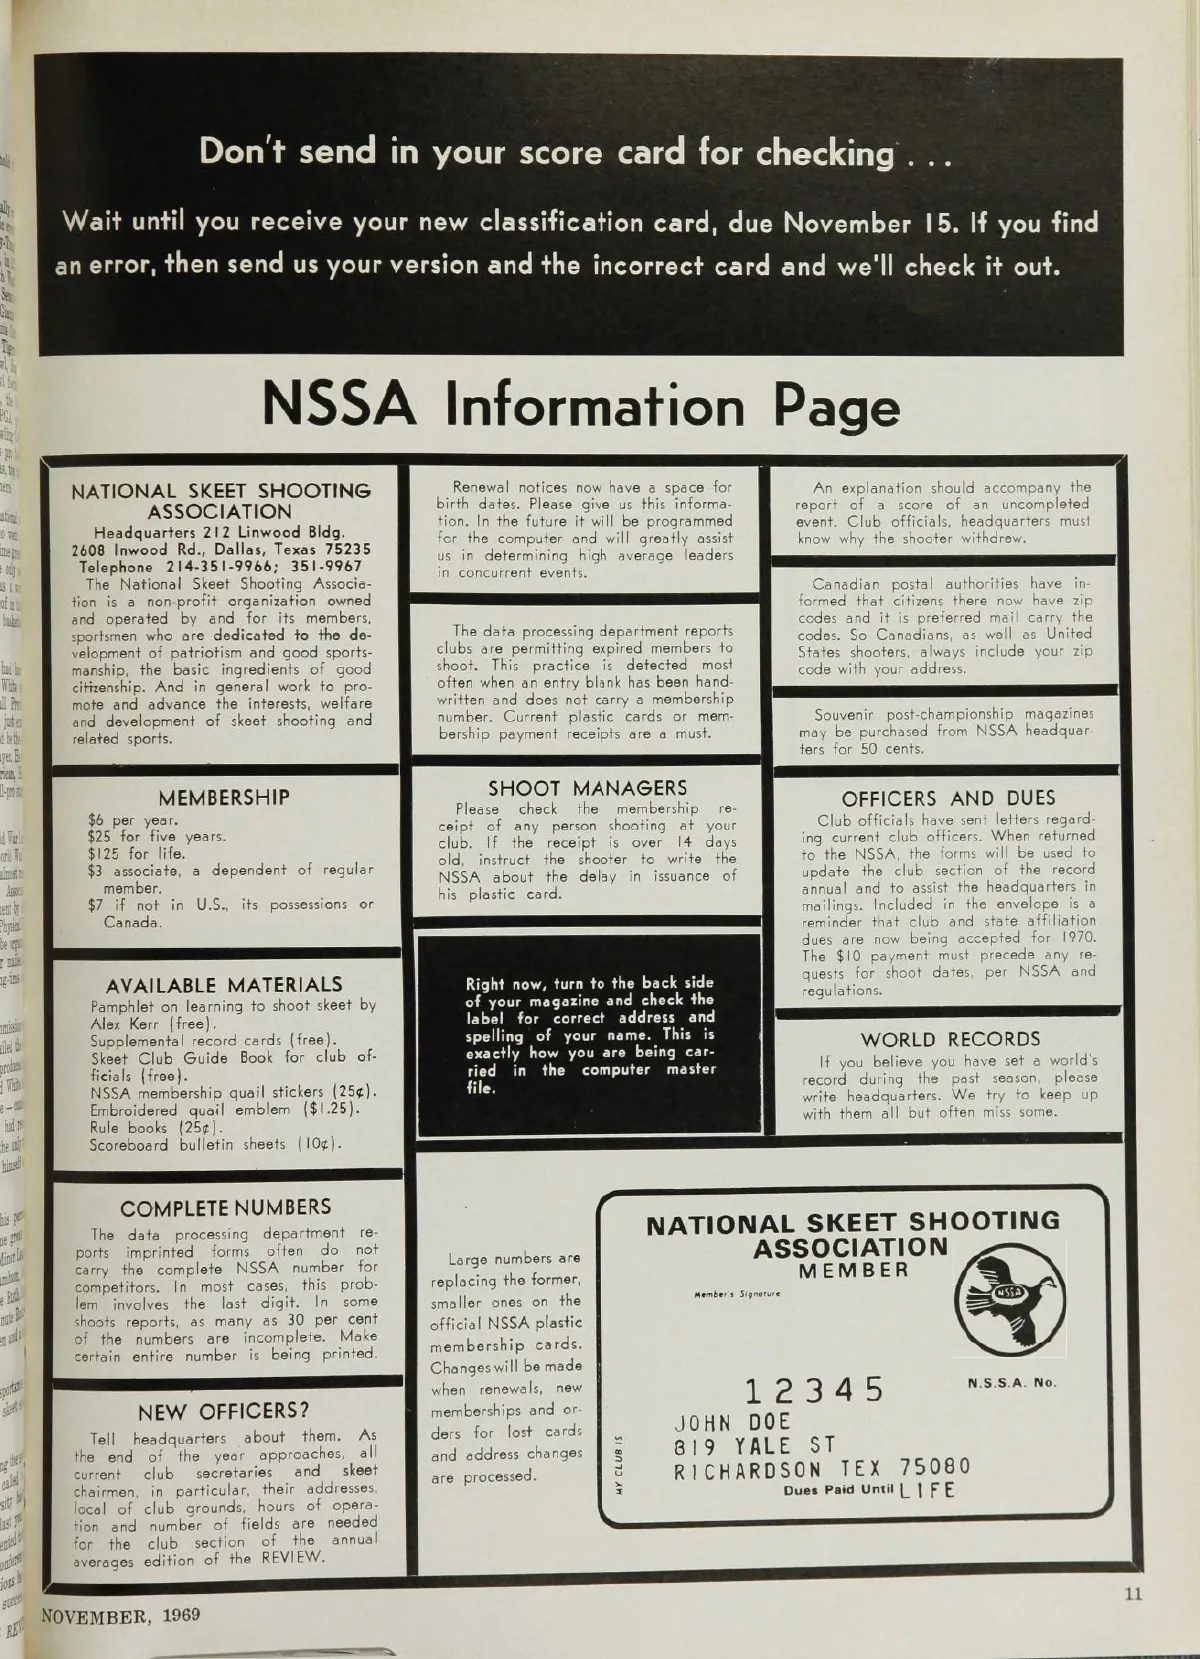 Don't send in your score card for checking . . .
Wait until you receive your new classification card, due November 15. If you find
an error, then send us your version and the incorrect card and we'll check it out.
NSSA Information Page
NATIONAL SKEET SHOOTING
ASSOCIATION
Headquarters 212 Linwood Bldg.
2608 Inwood Rd., Dallas, Texas 75235
Telephone 214-351-9966; 351-9967
The National Skeet Shooting Associa-
tion is a non-profit organization owned
and operated by and for its members,
sportsmen who are dedicated to the de-
velopment of patriotism and good sports-
manship, the basic ingredients of good
citizenship. And in general work to pro-
mote and advance the interests, welfare
and development of skeet shooting and
related sports.
MEMBERSHIP
$6 per year.
$25 for five years.
$125 for life.
$3 associate, a dependent of regular
member.
$7 if not in U.S., its possessions or
Canada.
AVAILABLE MATERIALS
Pamphlet on learning to shoot skeet by
Alex Kerr (free).
Supplemental record cards (free).
Skeet Club Guide Book for club of-
ficials (free).
NSSA membership quail stickers (25¢).
Embroidered quail emblem ($1.25).
Rule books (25¢).
Scoreboard bulletin sheets (10¢).
COMPLETE NUMBERS
The data processing department re-
ports imprinted forms often do not
carry the complete NSSA number for
competitors. In most cases, this prob-
lem involves the last digit. In some
shoots reports, as many as 30 per cent
of the numbers are incomplete. Make
certain entire number is being printed.
NEW OFFICERS?
Tell headquarters about them. As
the end of the year approaches, all
current club secretaries and skeet
chairmen, in particular, their addresses,
local of club grounds, hours of opera-
tion and number of fields are needed
for the club section of the annual
averages edition of the REVIEW.
Renewal notices now have a space for
birth dates. Please give us this informa-
tion. In the future it will be programmed
for the computer and will greatly assist
us in determining high average leaders
in concurrent events.
The data processing department reports
clubs are permitting expired members to
shoot. This practice is detected most
often when an entry blank has been hand-
written and does not carry a membership
number. Current plastic cards or mem-
bership payment receipts are a must.
SHOOT MANAGERS
Please check the membership re-
ceipt of any person shooting at your
club. If the receipt is over 14 days
old, instruct the shooter to write the
NSSA about the delay in issuance of
his plastic card.
Right now, turn to the back side
of your magazine and check the
label for correct address and
spelling of your name. This is
exactly how you are being car-
ried in the computer master
file.
An explanation should accompany the
report of a score of an uncompleted
event. Club officials, headquarters must
know why the shooter withdrew.
Canadian postal authorities have in-
formed that citizens there now have zip
codes and it is preferred mail carry the
codes. So Canadians, as well as United
States shooters, always include your zip
code with your address.
Souvenir post-championship magazines
may be purchased from NSSA headquar-
ters for 50 cents.
OFFICERS AND DUES
Club officials have sent letters regard-
ing current club officers. When returned
to the NSSA, the forms will be used to
update the club section of the record
annual and to assist the headquarters in
mailings. Included in the envelope is a
reminder that club and state affiliation
dues are now being accepted for 1970.
The $10 payment must precede any re-
quests for shoot dates, per NSSA and
regulations.
WORLD RECORDS
If you believe you have set a world's
record during the past season, please
write headquarters. We try to keep up
with them all but often miss some.
Large numbers are
replacing the former,
smaller ones on the
official NSSA plastic
membership cards.
Changes will be made
when renewals, new
memberships and or-
ders for lost cards
and address changes
are processed.
NATIONAL SKEET SHOOTING
ASSOCIATION
MEMBER
Member's Signature
NSSA
N.S.S.A. No.
12345
JOHN DOE
819 YALE ST
RICHARDSON TEX 75080
Dues Paid Until LIFE
MY CLUB IS
NOVEMBER, 1969
11